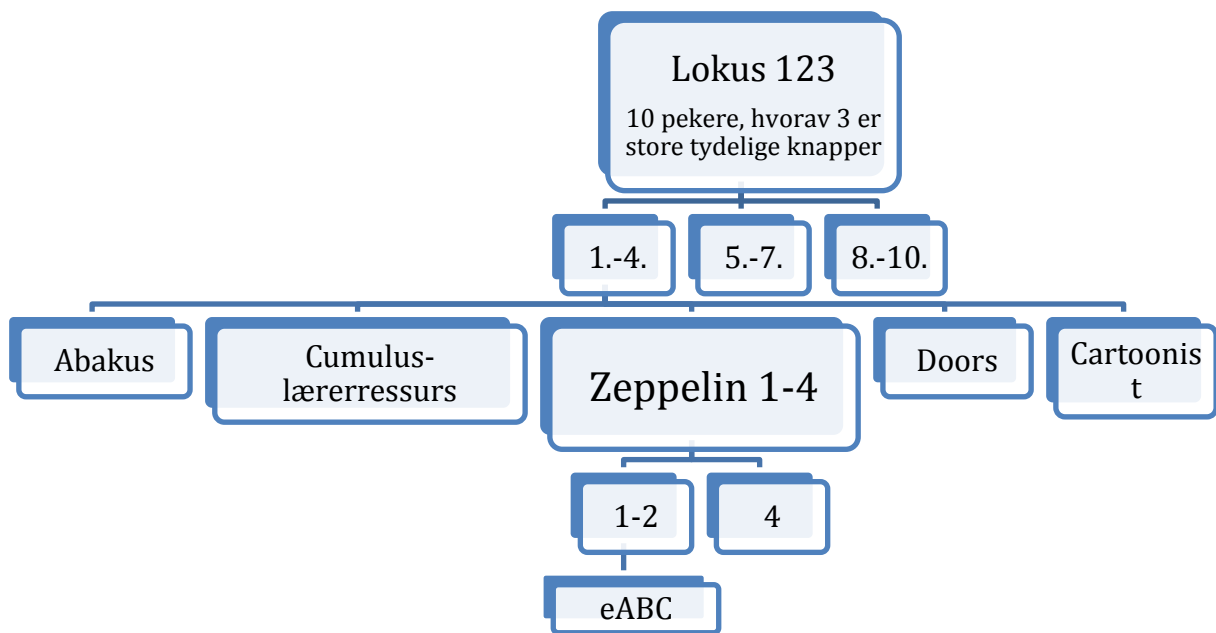 Lokus 123
10 pekere, hvorav 3 er
store tydelige knapper
1.-4.
5.-7.
8.-10.
Abakus
Cumulus-
lærerressurs
Zeppelin 1-4
Doors
Cartoonis
t
1-2
4
eABC